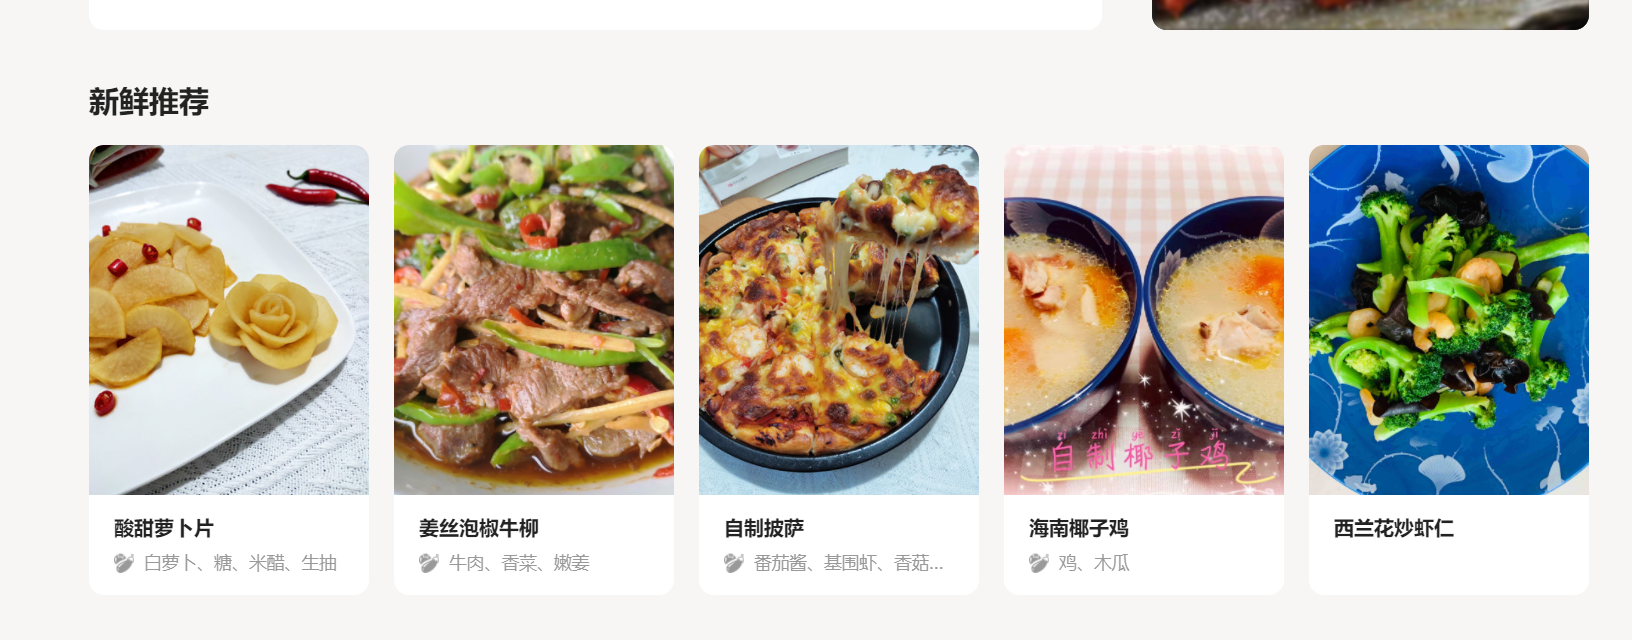 新鲜推荐
zì zhì yē zǐ jī
自制椰子鸡
酸甜萝卜片
白萝卜、糖、米醋、生抽
姜丝泡椒牛柳
牛肉、香菜、嫩姜
自制披萨
番茄酱、基围虾、香菇...
海南椰子鸡
鸡、木瓜
西兰花炒虾仁